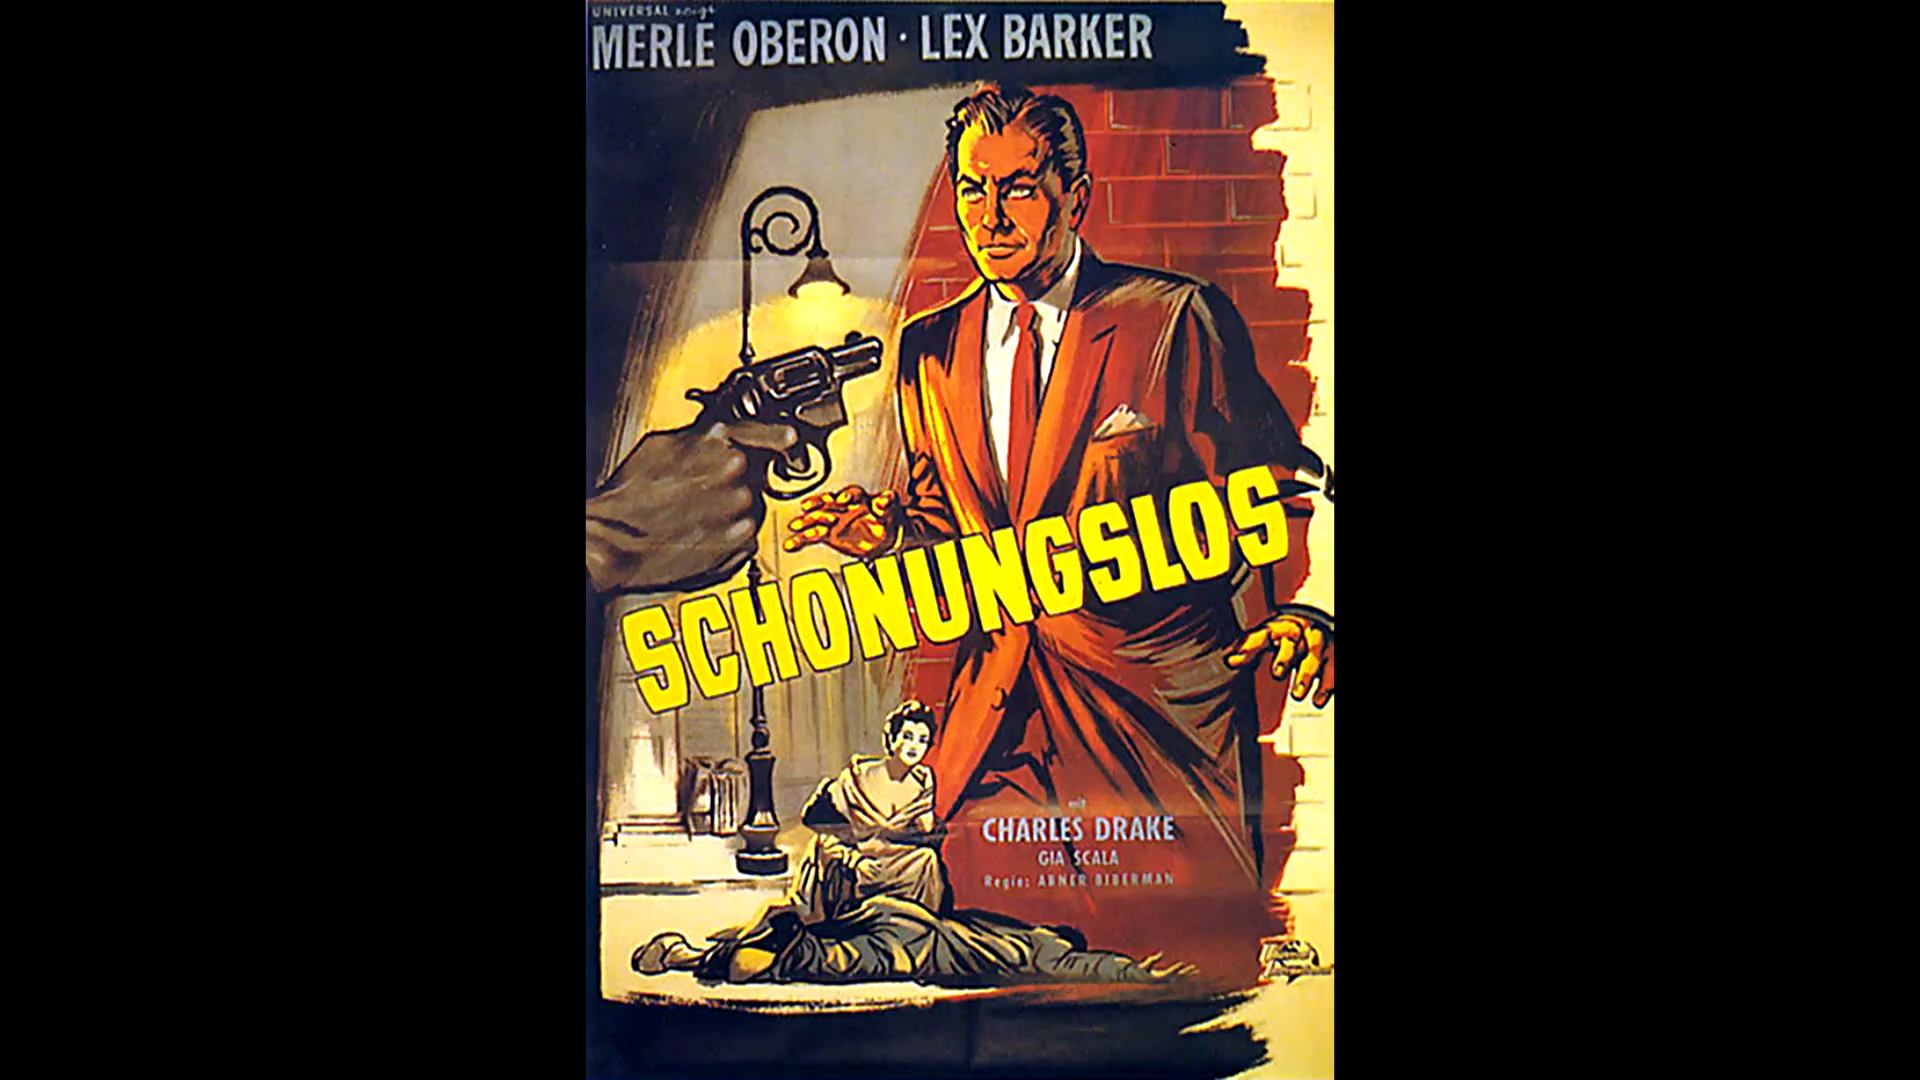 UNIVERSAL zeigt
MERLE OBERON · LEX BARKER
SCHONUNGSLOS
mit
CHARLES DRAKE
GIA SCALA
Regie: ABNER BIBERMAN